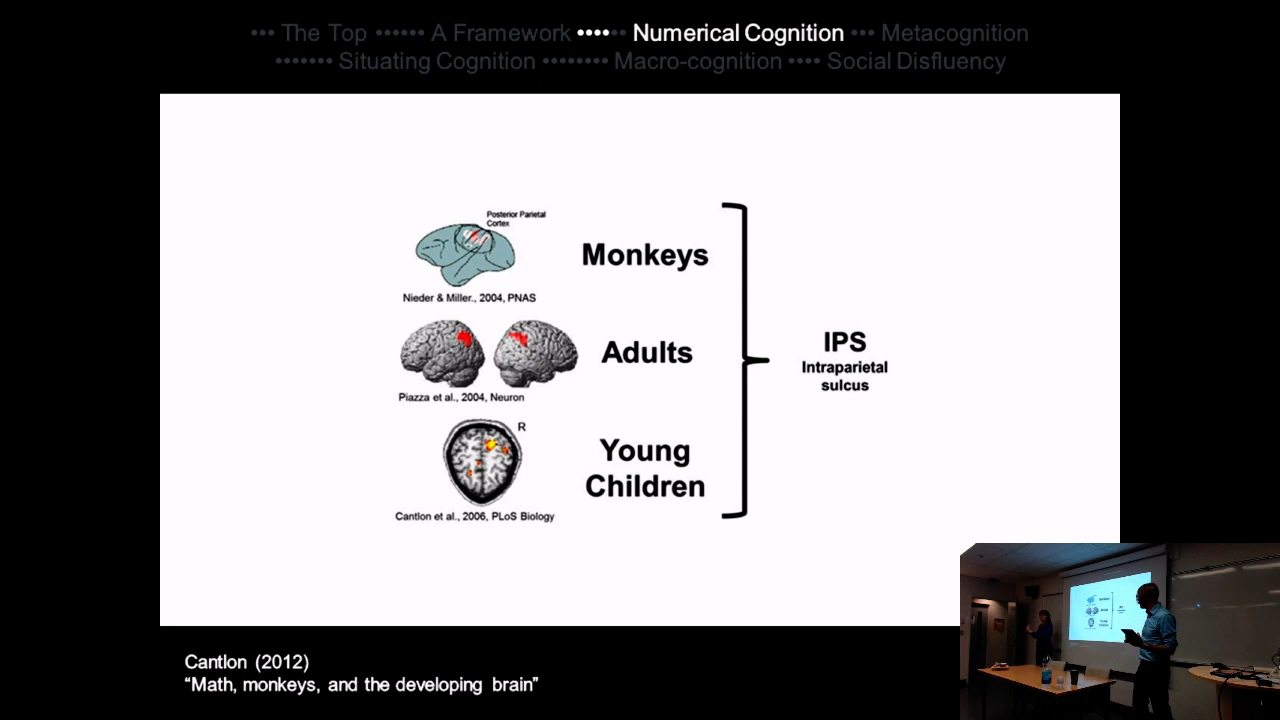 ••• The Top •••••• A Framework •••••• Numerical Cognition ••• Metacognition
••••••• Situating Cognition •••••••• Macro-cognition •••• Social Disfluency
Posterior Parietal
Cortex
Monkeys
Nieder & Miller., 2004, PNAS
Adults
Piazza et al., 2004, Neuron
IPS
Intraparietal
sulcus
R
Young
Children
Cantlon et al., 2006, PLoS Biology
Cantlon (2012)
“Math, monkeys, and the developing brain”